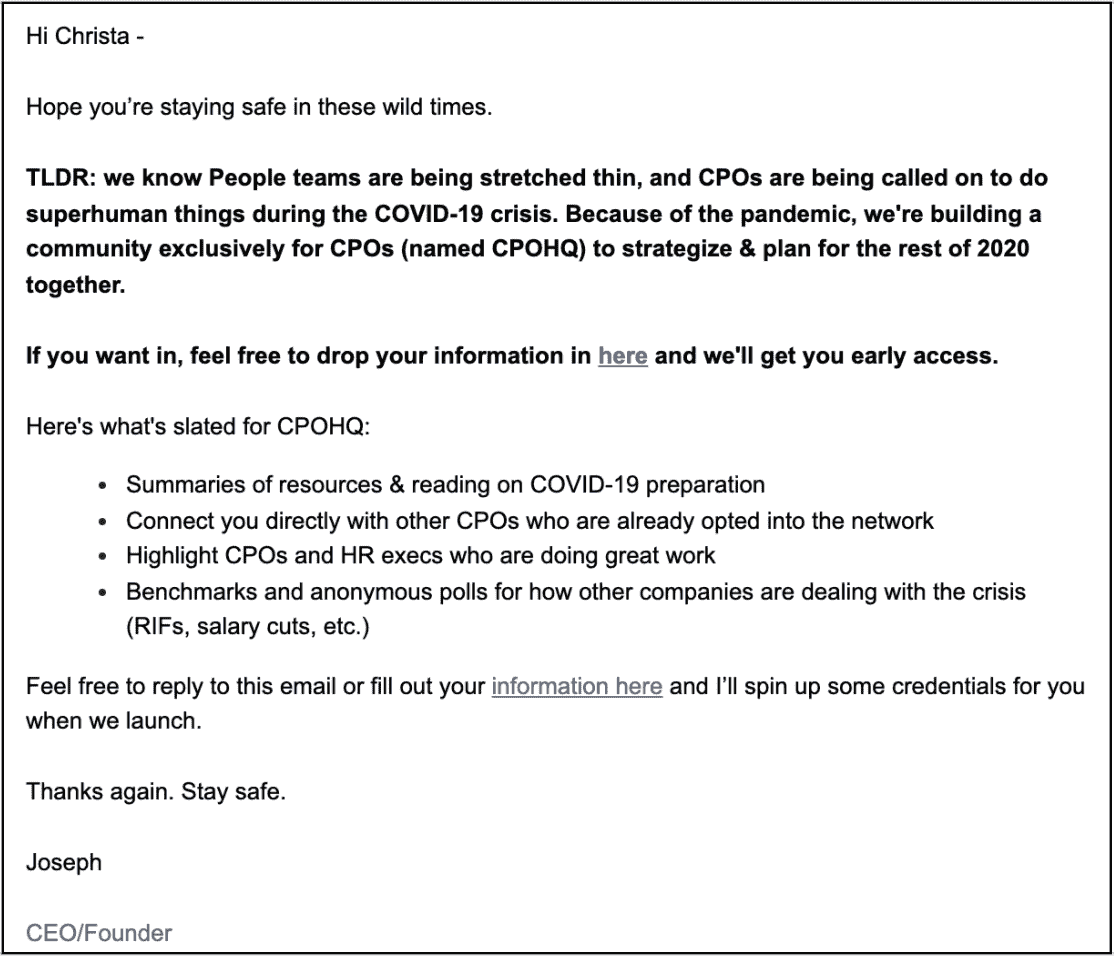 Hi Christa -
Hope you’re staying safe in these wild times.
TLDR: we know People teams are being stretched thin, and CPOs are being called on to do
superhuman things during the COVID-19 crisis. Because of the pandemic, we're building a
community exclusively for CPOs (named CPOHQ) to strategize & plan for the rest of 2020
together.
If you want in, feel free to drop your information in here and we'll get you early access.
Here's what's slated for CPOHQ:
• Summaries of resources & reading on COVID-19 preparation
• Connect you directly with other CPOs who are already opted into the network
• Highlight CPOs and HR execs who are doing great work
• Benchmarks and anonymous polls for how other companies are dealing with the crisis
(RIFs, salary cuts, etc.)
Feel free to reply to this email or fill out your information here and I’ll spin up some credentials for you
when we launch.
Thanks again. Stay safe.
Joseph
CEO/Founder